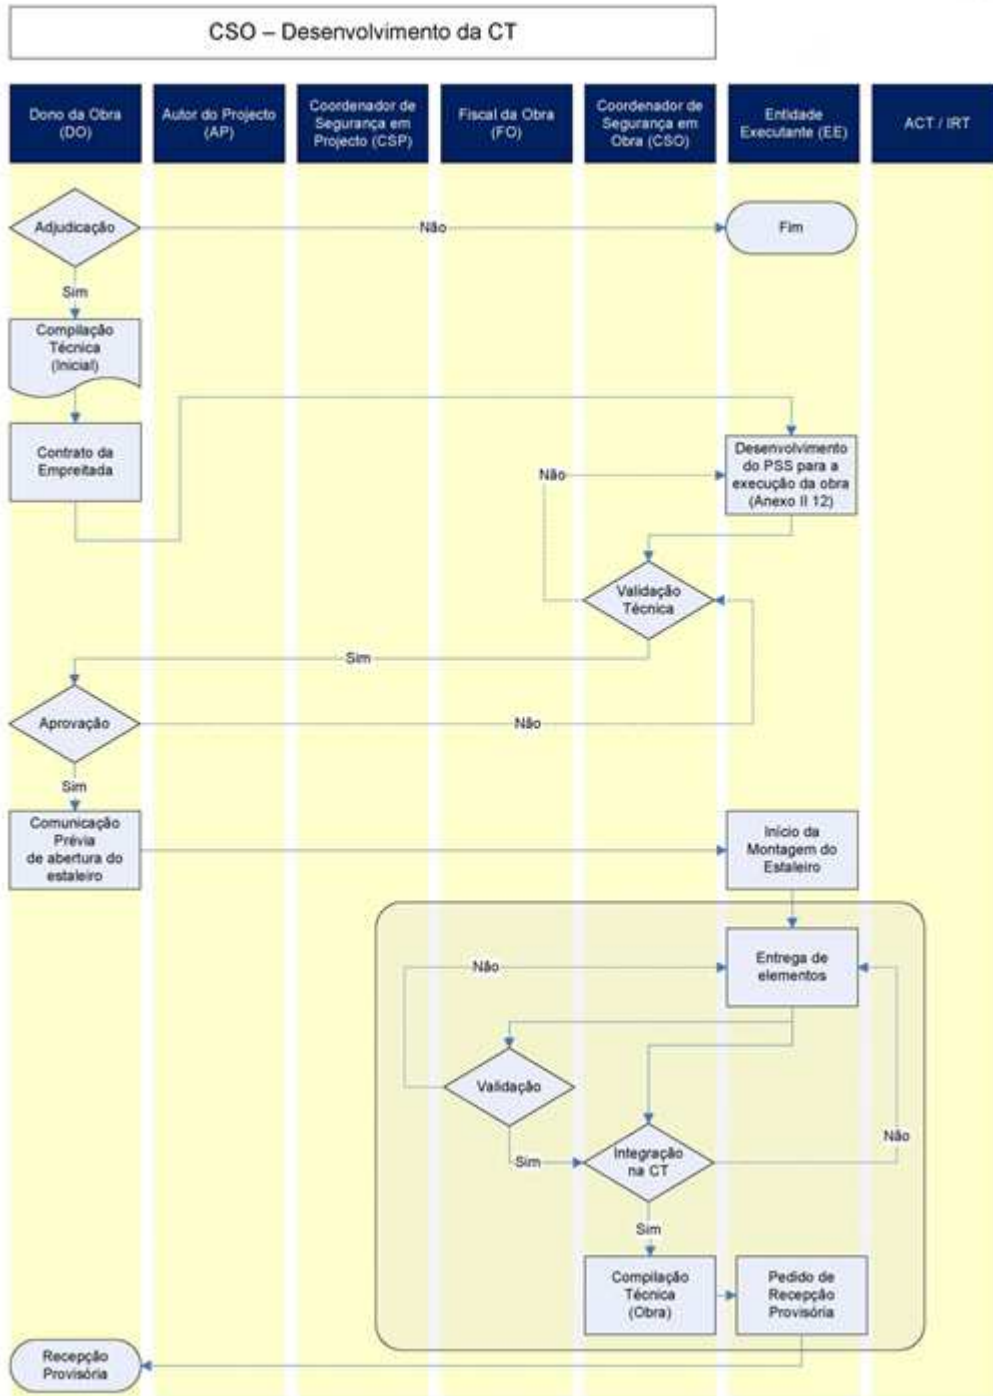 CSO – Desenvolvimento da CT
Dono da Obra
(DO)
Autor do Projecto
(AP)
Coordenador de
Segurança em
Projecto (CSP)
Fiscal da Obra
(FO)
Coordenador de
Segurança em
Obra (CSO)
Entidade
Executante (EE)
ACT / IRT
Adjudicação
Não
Fim
Sim
Compilação
Técnica
(Inicial)
Contrato da
Empreitada
Desenvolvimento
do PSS para a
execução da obra
(Anexo II 12)
Não
Validação
Técnica
Sim
Aprovação
Não
Sim
Comunicação
Prévia
de abertura do
estaleiro
Início da
Montagem do
Estaleiro
Entrega de
elementos
Não
Validação
Não
Sim
Integração
na CT
Sim
Compilação
Técnica
(Obra)
Pedido de
Recepção
Provisória
Recepção
Provisória